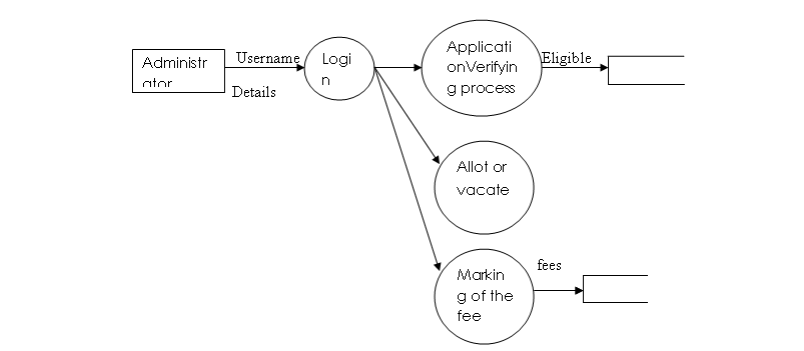 Administr
ator
Username
Details
Logi
n
Applicati
onVerifyin
g process
Eligible
Allot or
vacate
Markin
g of the
fee
fees